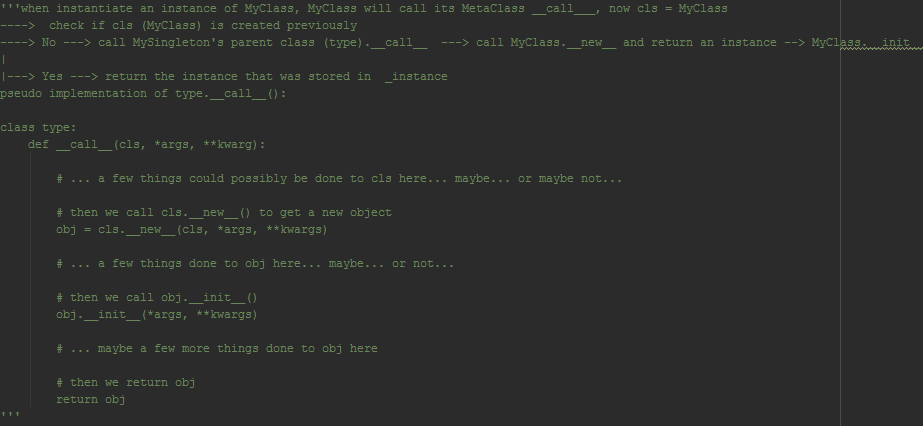 '''when instantiate an instance of MyClass, MyClass will call its MetaClass __call___, now cls = MyClass
---->  check if cls (MyClass) is created previously
----> No ---> call MySingleton's parent class (type).__call__  ---> call MyClass.__new__ and return an instance --> MyClass.__init__
|
|---> Yes ---> return the instance that was stored in  _instance
pseudo implementation of type.__call__():
class type:
    def __call__(cls, *args, **kwarg):
        # ... a few things could possibly be done to cls here... maybe... or maybe not...
        # then we call cls.__new__() to get a new object
        obj = cls.__new__(cls, *args, **kwargs)
        # ... a few things done to obj here... maybe... or not...
        # then we call obj.__init__()
        obj.__init__(*args, **kwargs)
        # ... maybe a few more things done to obj here
        # then we return obj
        return obj
'''